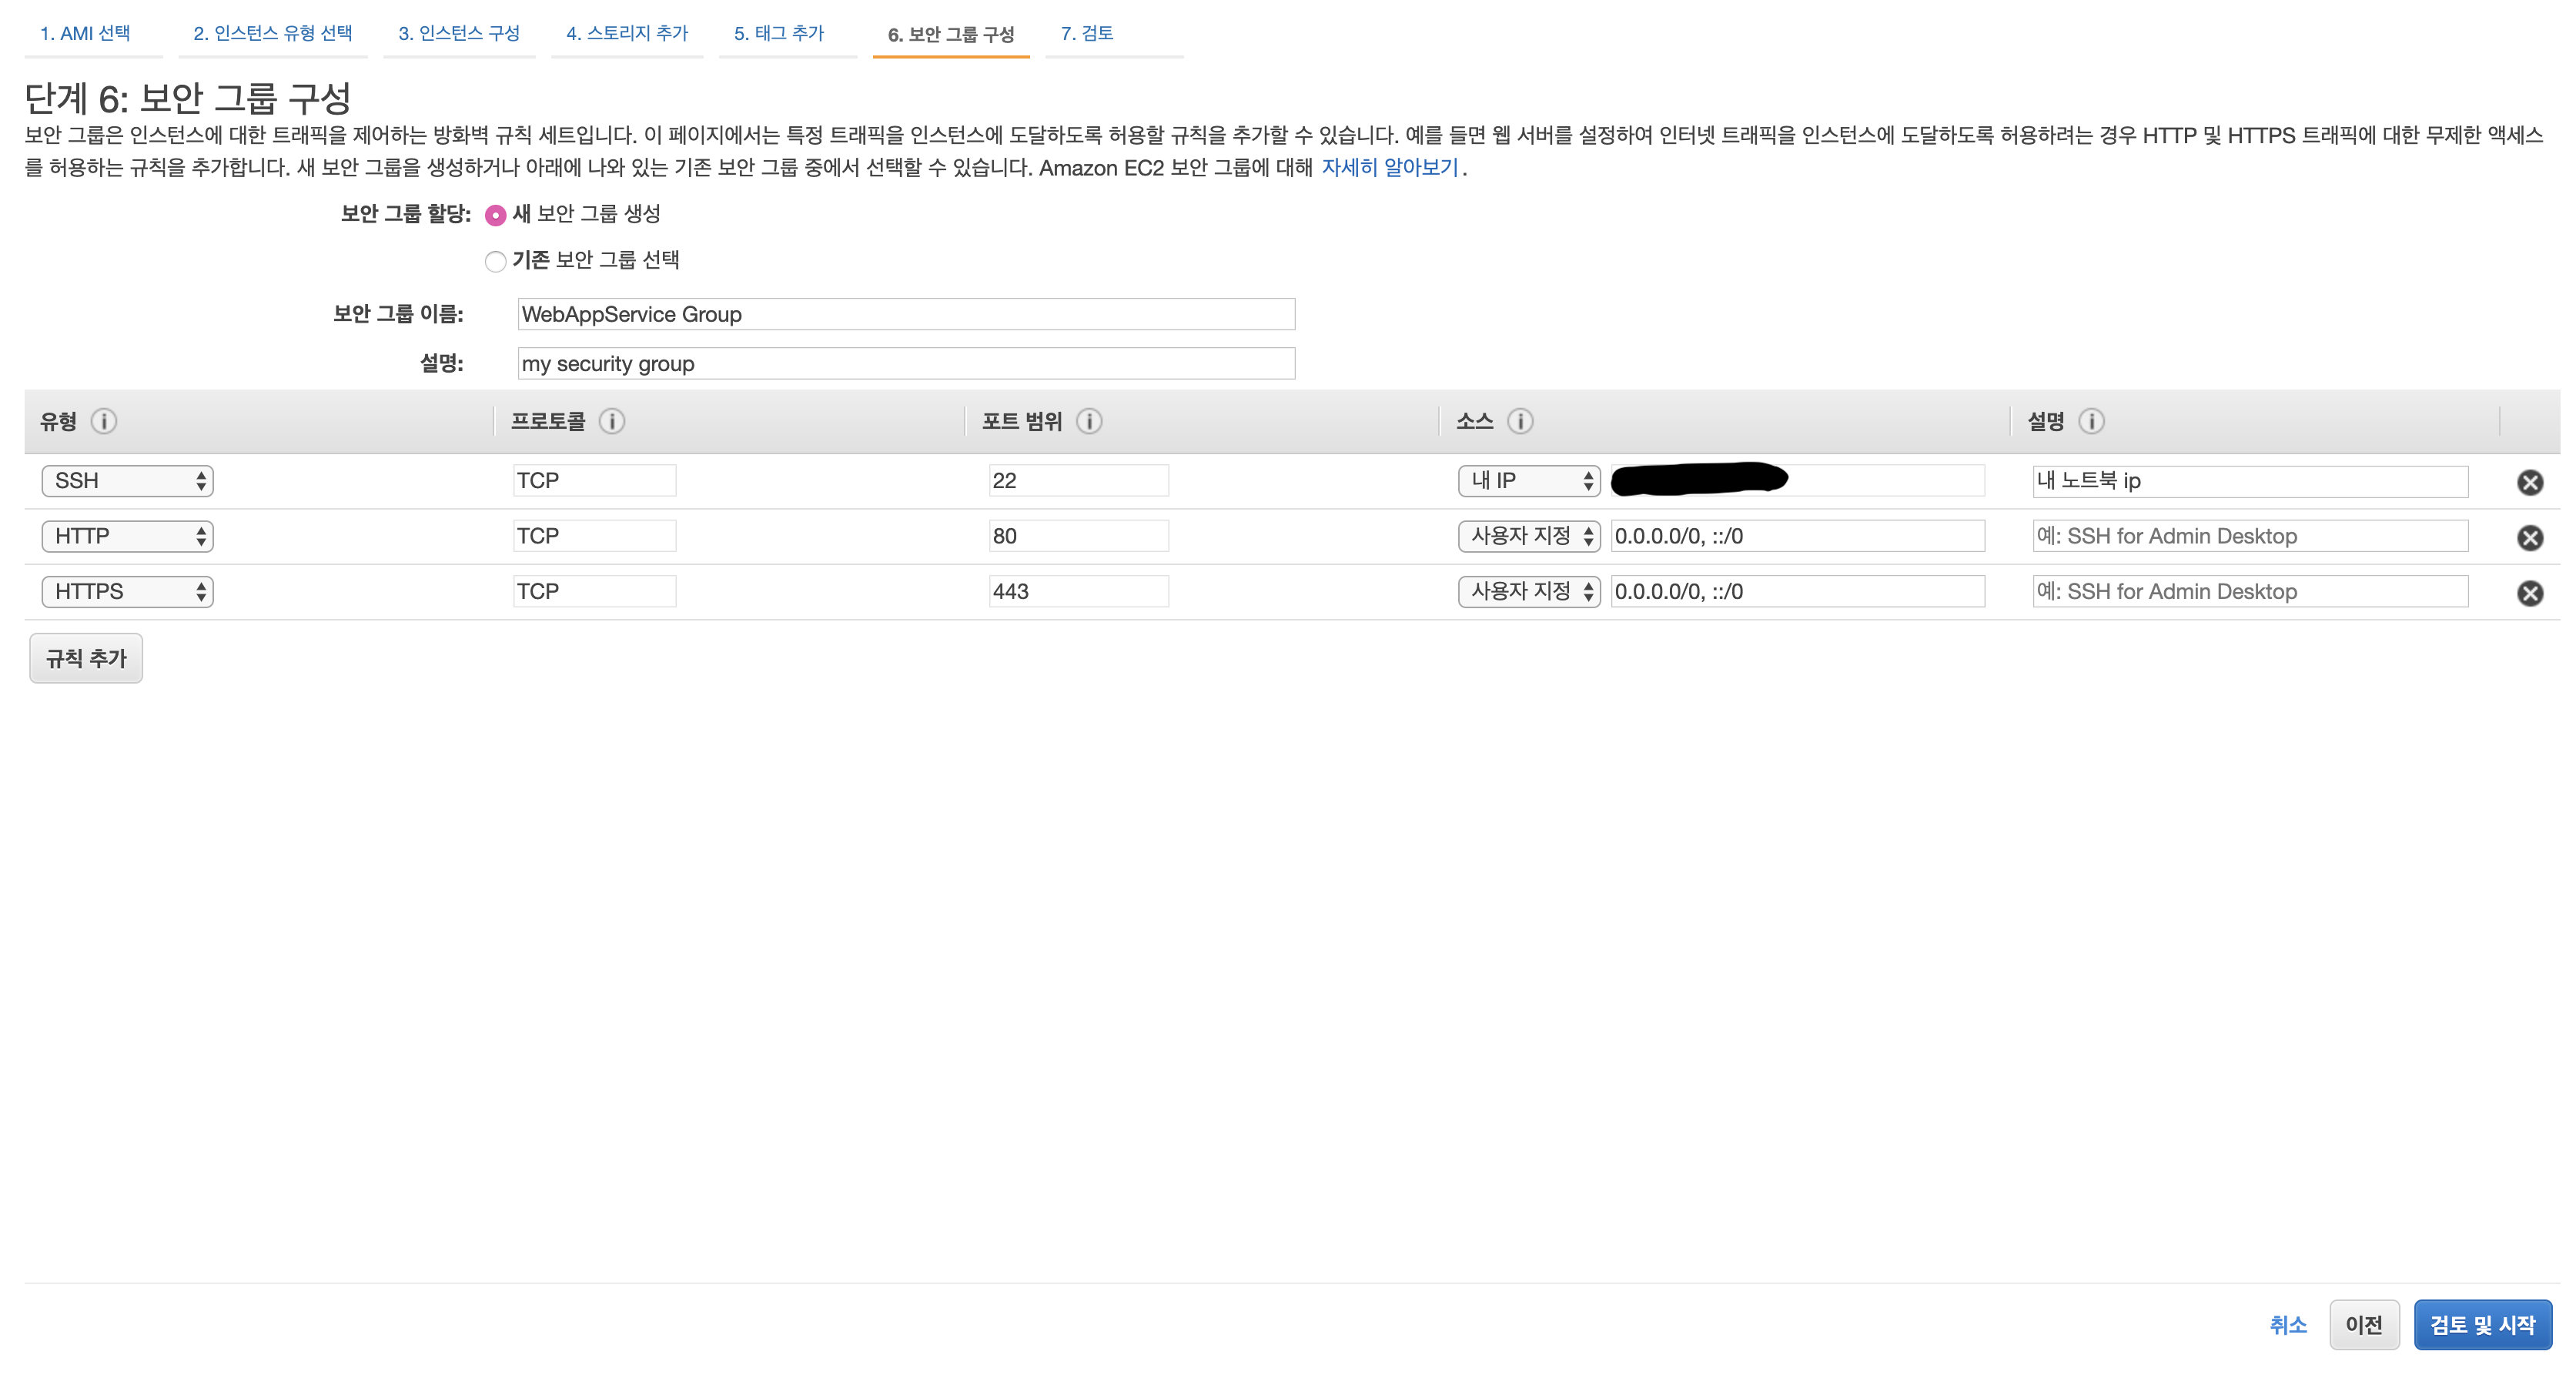 1. AMI 선택 2. 인스턴스 유형 선택 3. 인스턴스 구성 4. 스토리지 추가 5. 태그 추가 6. 보안 그룹 구성 7. 검토
단계 6: 보안 그룹 구성
보안 그룹은 인스턴스에 대한 트래픽을 제어하는 방화벽 규칙 세트입니다. 이 페이지에서는 특정 트래픽을 인스턴스에 도달하도록 허용할 규칙을 추가할 수 있습니다. 예를 들면 웹 서버를 설정하여 인터넷 트래픽을 인스턴스에 도달하도록 허용하려는 경우 HTTP 및 HTTPS 트래픽에 대한 무제한 액세스
를 허용하는 규칙을 추가합니다. 새 보안 그룹을 생성하거나 아래에 나와 있는 기존 보안 그룹 중에서 선택할 수 있습니다. Amazon EC2 보안 그룹에 대해 자세히 알아보기.
보안 그룹 할당: 새 보안 그룹 생성
기존 보안 그룹 선택
보안 그룹 이름: WebAppService Group
설명: my security group
유형 프로토콜 포트 범위 소스 설명
SSH TCP 22 내 IP 내 노트북 ip
HTTP TCP 80 사용자 지정 0.0.0.0/0, ::/0 예: SSH for Admin Desktop
HTTPS TCP 443 사용자 지정 0.0.0.0/0, ::/0 예: SSH for Admin Desktop
규칙 추가
취소 이전 검토 및 시작